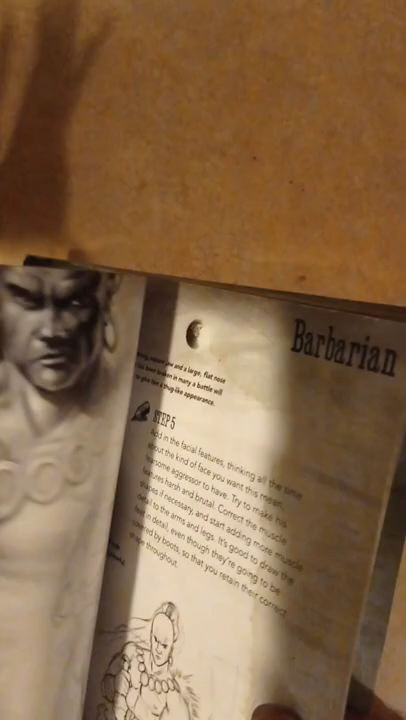 Barbarian
square jaw and a large, flat nose
been broken in many a battle will
give him a thug-like appearance.
STEP 5
Add in the facial features, thinking all the time
about the kind of face you want this mean,
fearsome aggressor to have. Try to make his
features harsh and brutal. Correct the muscle
shapes if necessary, and start adding more muscle
detail to the arms and legs. It's good to draw the
feet in detail, even though they're going to be
covered by boots, so that you retain their correct
shape throughout.